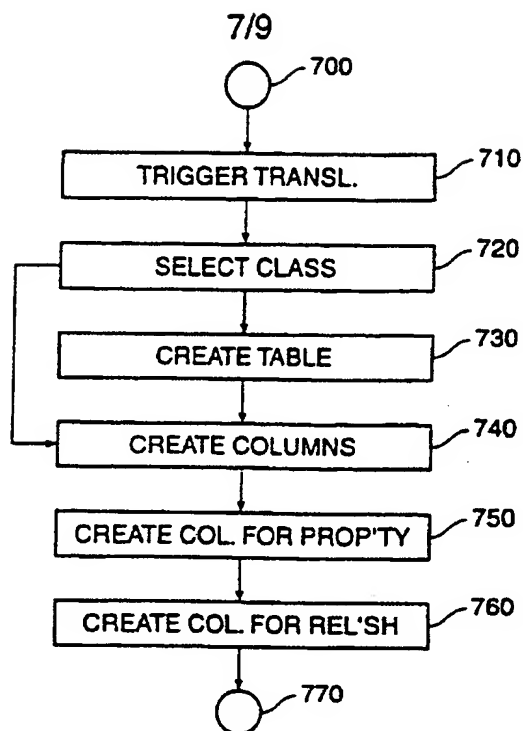 7/9
700
TRIGGER TRANSL.
710
SELECT CLASS
720
CREATE TABLE
730
CREATE COLUMNS
740
CREATE COL. FOR PROP'TY
750
CREATE COL. FOR REL'SH
760
770